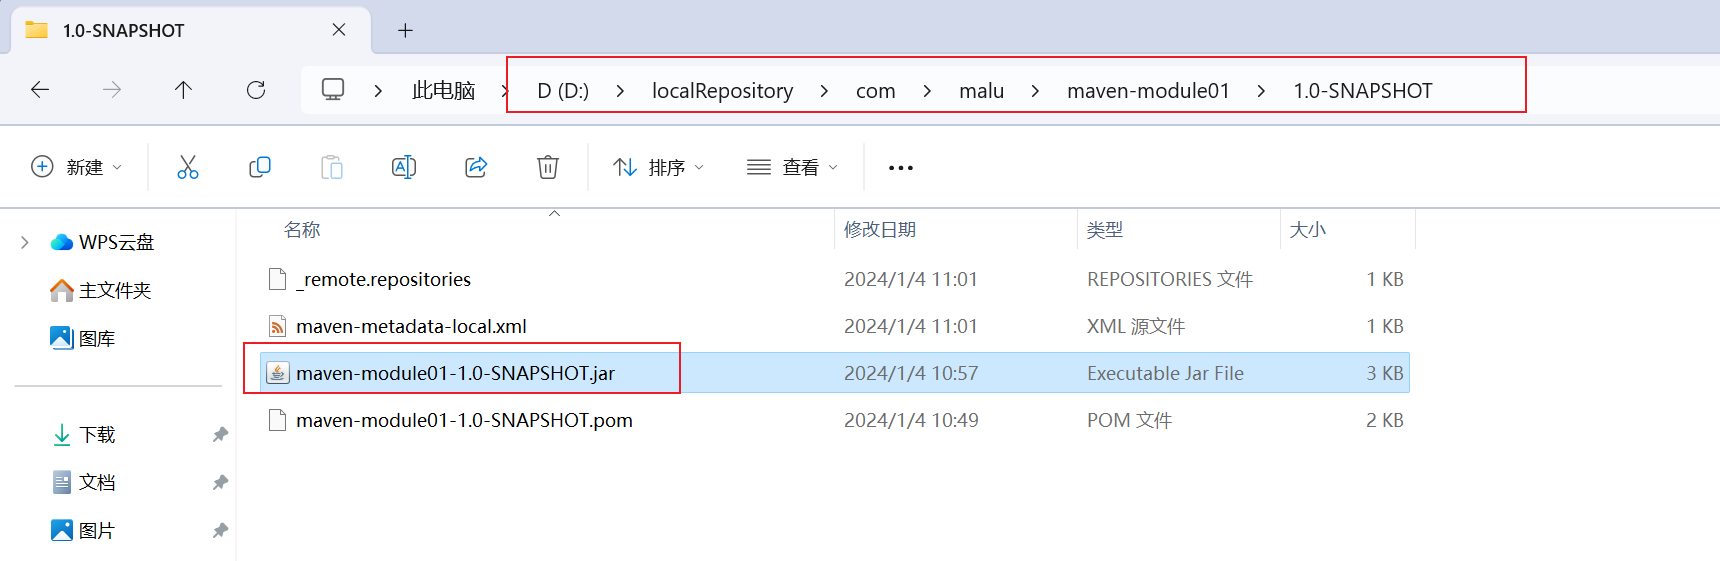 1.0-SNAPSHOT
此电脑 D (D:) localRepository com malu maven-module01 1.0-SNAPSHOT
新建 排序 查看
名称 修改日期 类型 大小
WPS云盘
主文件夹
图库
下载
文档
图片
_remote.repositories 2024/1/4 11:01 REPOSITORIES 文件 1 KB
maven-metadata-local.xml 2024/1/4 11:01 XML 源文件 1 KB
maven-module01-1.0-SNAPSHOT.jar 2024/1/4 10:57 Executable Jar File 3 KB
maven-module01-1.0-SNAPSHOT.pom 2024/1/4 10:49 POM 文件 2 KB